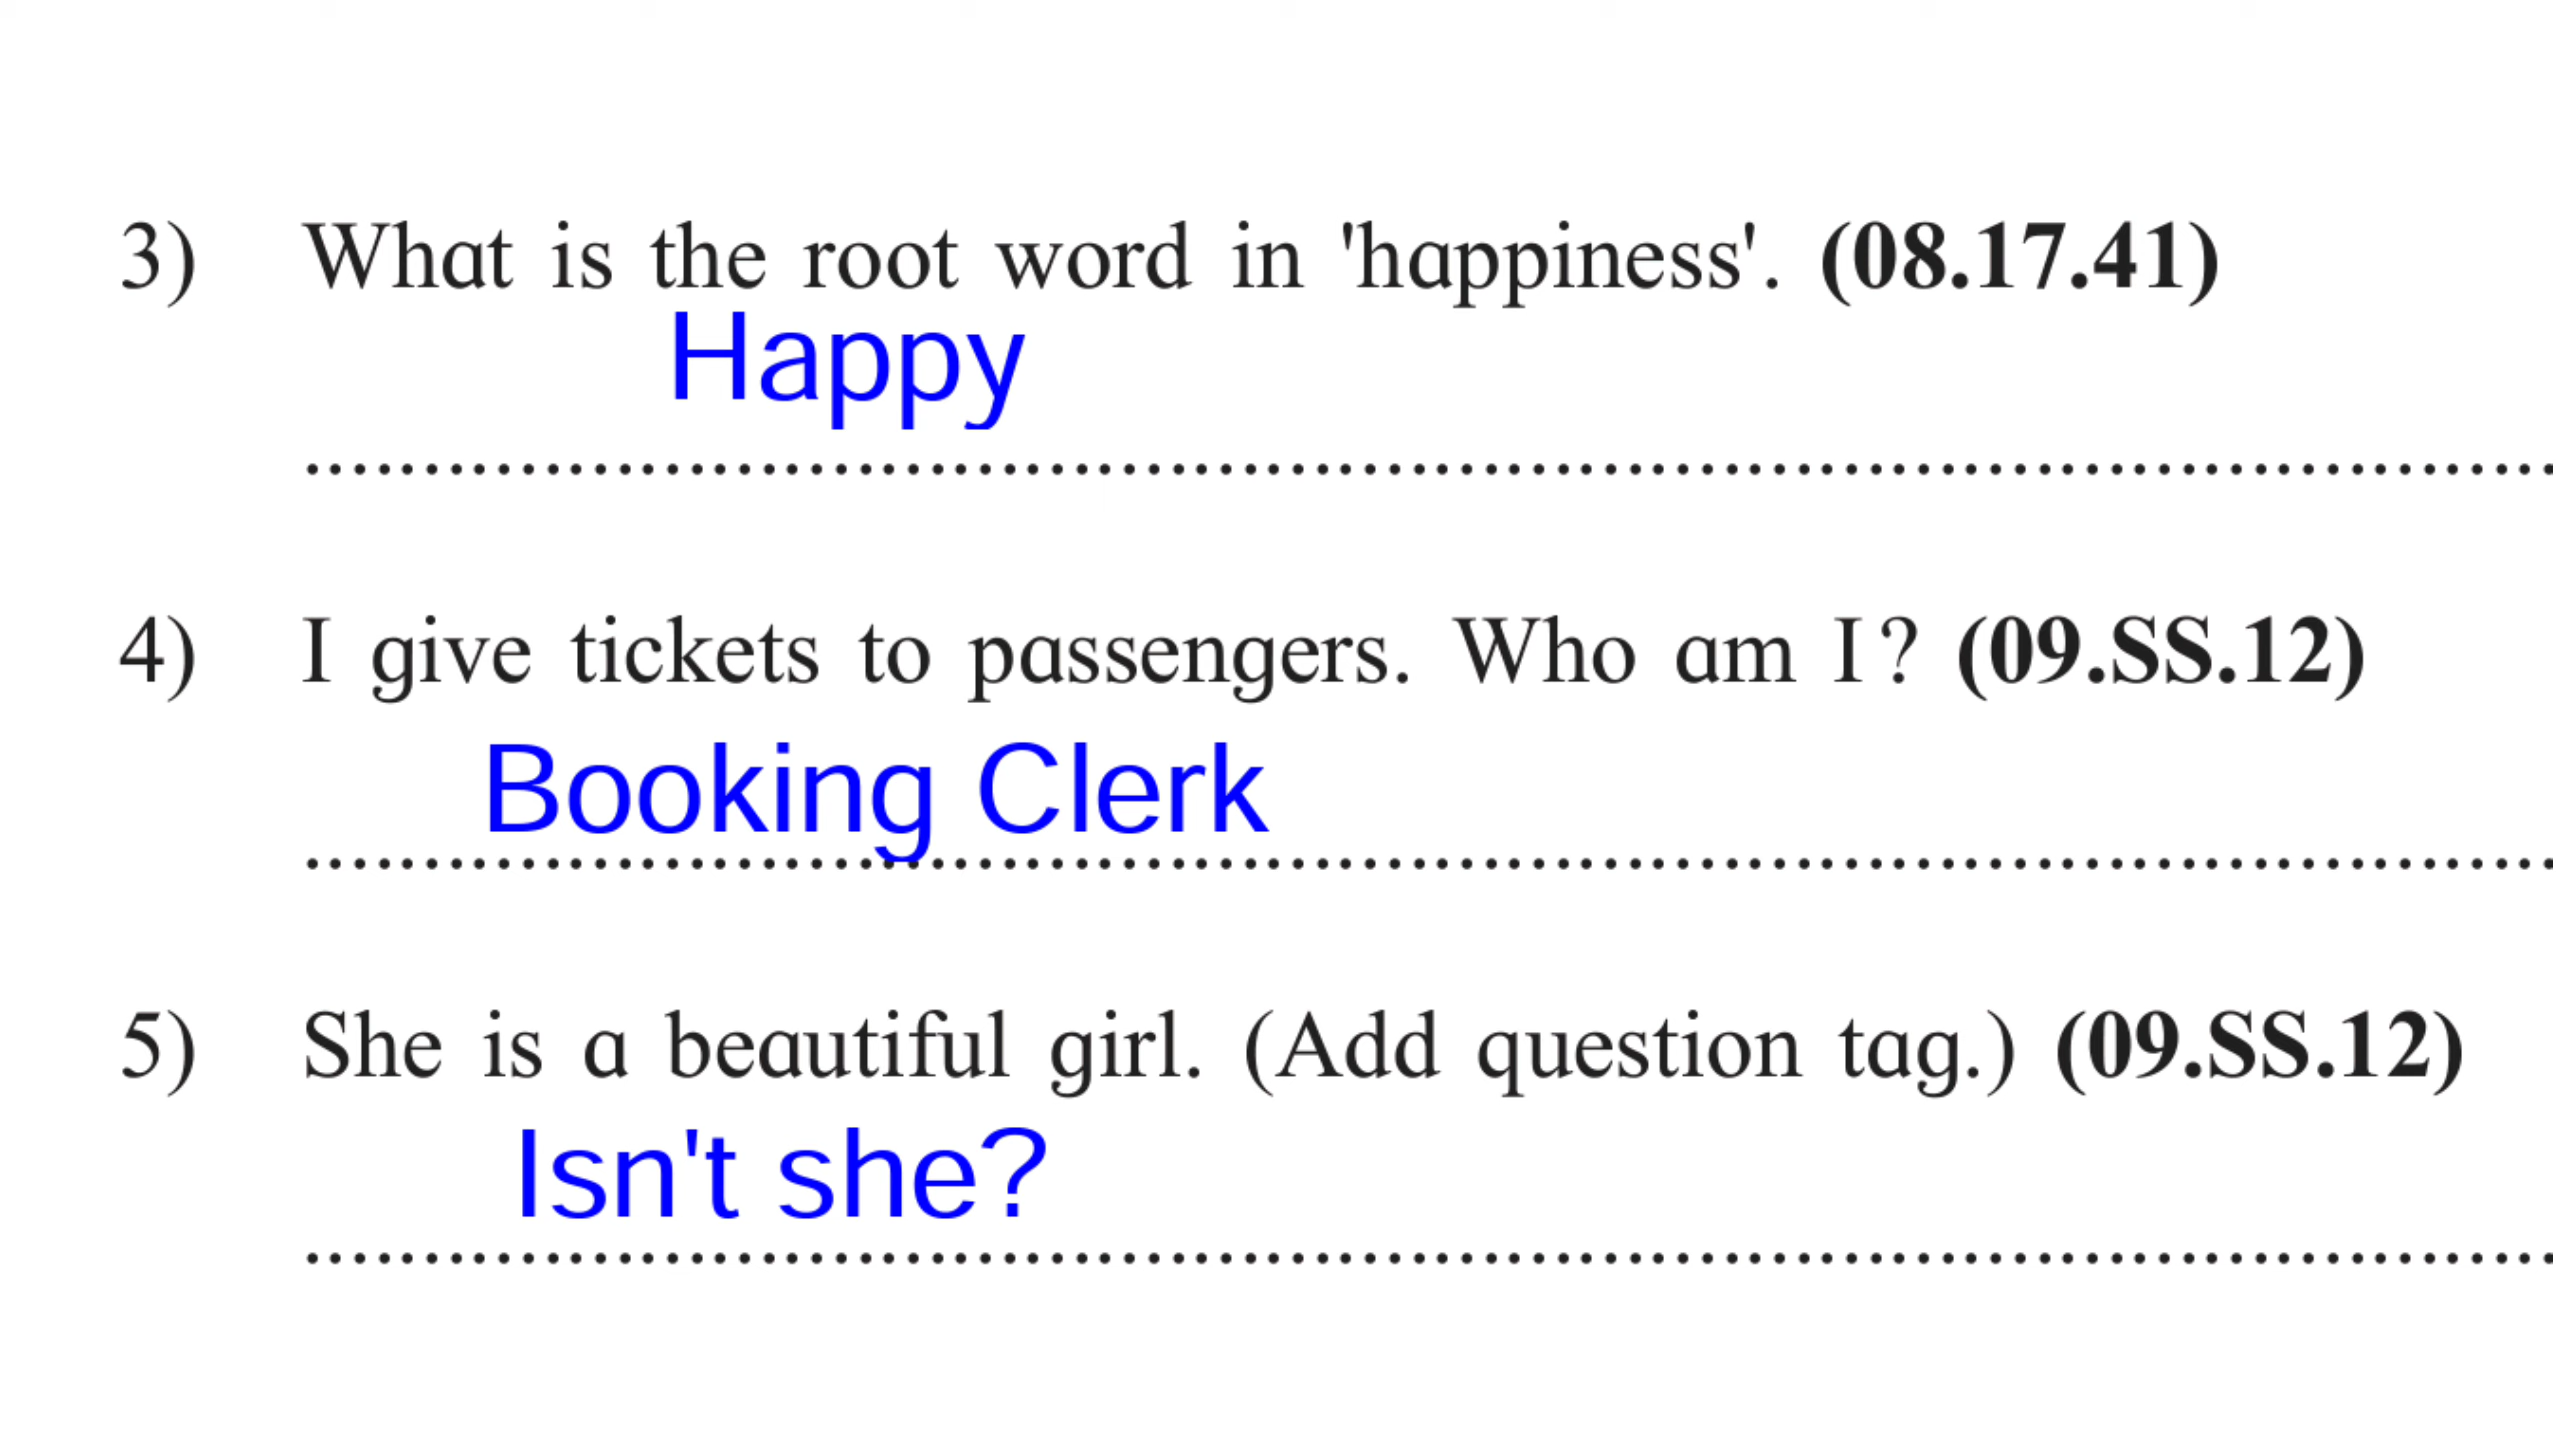 3) What is the root word in 'happiness'. (08.17.41)
Happy
4) I give tickets to passengers. Who am I? (09.SS.12)
Booking Clerk
5) She is a beautiful girl. (Add question tag.) (09.SS.12)
Isn't she?